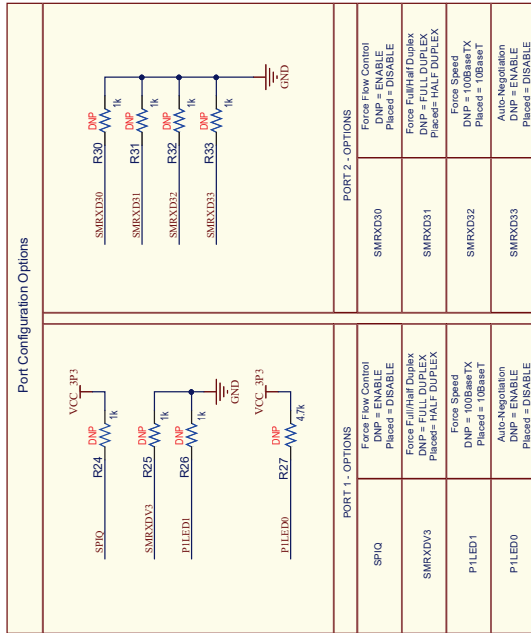 Port Configuration Options
VCC_3P3
SPIQ
R24
DNP
1k
SMRXDV3
R25
DNP
1k
P1LED1
R26
DNP
1k
GND
VCC_3P3
P1LED0
R27
DNP
4.7k
SMRXD30
R30
DNP
1k
SMRXD31
R31
DNP
1k
SMRXD32
R32
DNP
1k
SMRXD33
R33
DNP
1k
GND
PORT 1 - OPTIONS
SPIQ
Force Flow Control
DNP = ENABLE
Placed = DISABLE
SMRXDV3
Force Full/Half Duplex
DNP = FULL DUPLEX
Placed= HALF DUPLEX
P1LED1
Force Speed
DNP = 100BaseTX
Placed = 10BaseT
P1LED0
Auto-Negotiation
DNP = ENABLE
Placed = DISABLE
PORT 2 - OPTIONS
SMRXD30
Force Flow Control
DNP = ENABLE
Placed = DISABLE
SMRXD31
Force Full/Half Duplex
DNP = FULL DUPLEX
Placed= HALF DUPLEX
SMRXD32
Force Speed
DNP = 100BaseTX
Placed = 10BaseT
SMRXD33
Auto-Negotiation
DNP = ENABLE
Placed = DISABLE